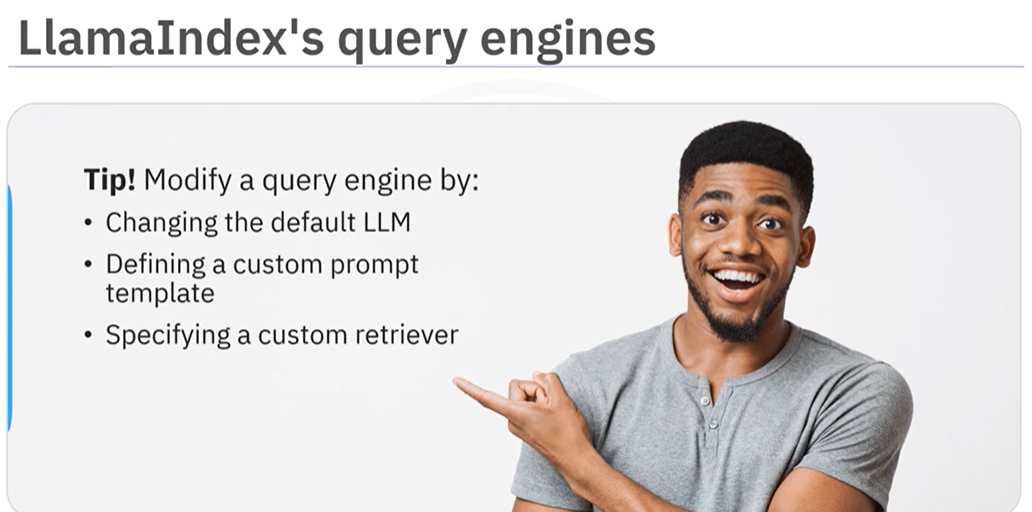 LlamaIndex's query engines
Tip! Modify a query engine by:
• Changing the default LLM
• Defining a custom prompt
template
• Specifying a custom retriever